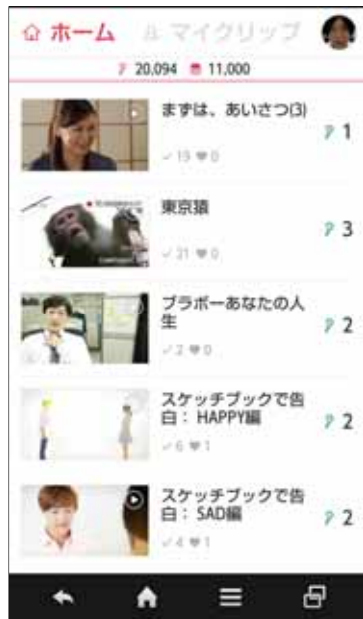 ホーム マイクリップ
20,094 11,000
まずは、あいさつ(3)
1
19 0
東京猿
3
21 0
ブラボーあなたの人
生
2
2 0
スケッチブックで告
白： HAPPY編
2
6 1
スケッチブックで告
白： SAD編
2
4 1